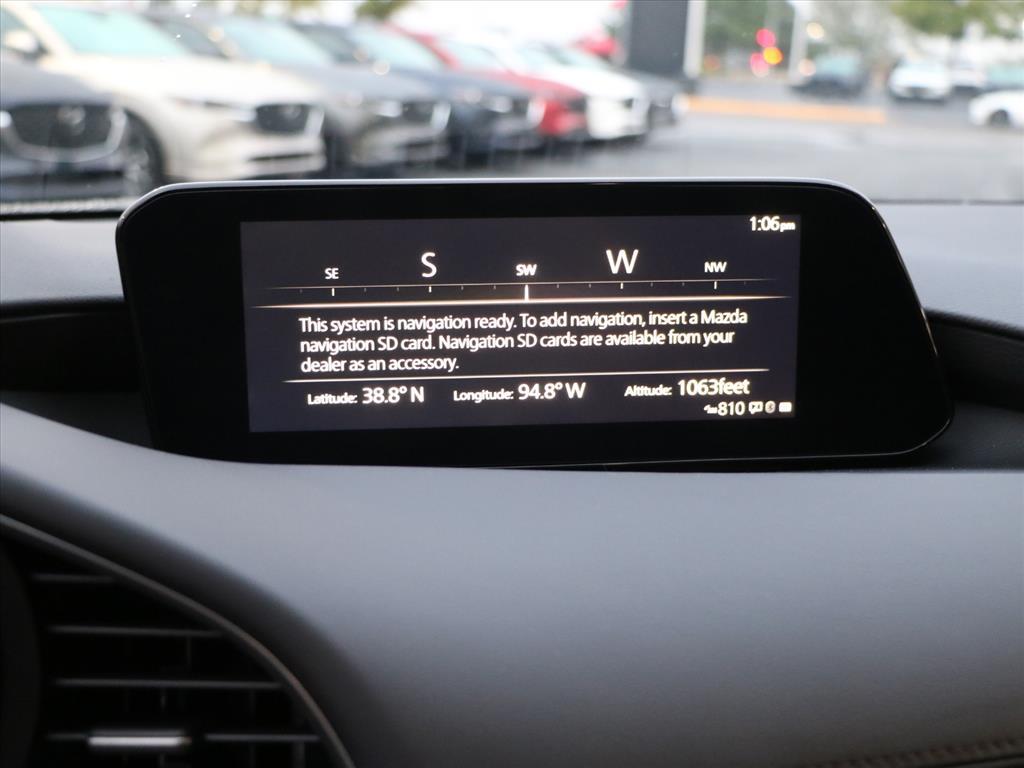 1:06pm
SE S SW W NW
This system is navigation ready. To add navigation, insert a Mazda
navigation SD card. Navigation SD cards are available from your
dealer as an accessory.
Latitude: 38.8° N Longitude: 94.8° W Altitude: 1063feet
810